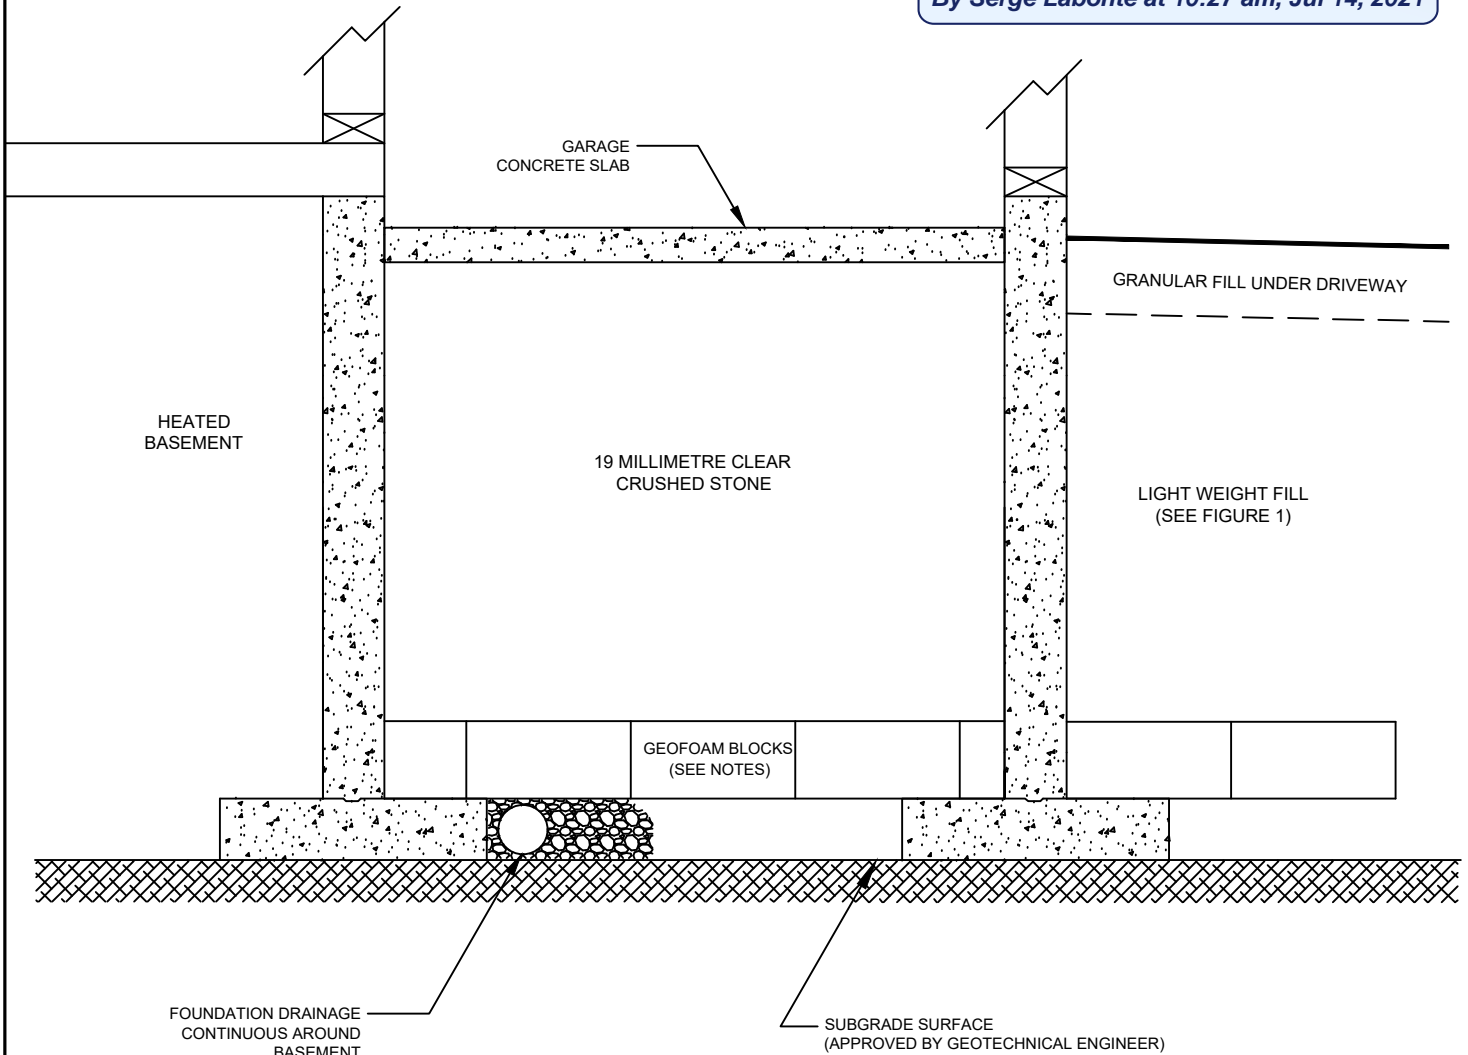 By Serge Labonte at 10:27 am, Jul 14, 2021
GARAGE
CONCRETE SLAB
GRANULAR FILL UNDER DRIVEWAY
HEATED
BASEMENT
19 MILLIMETRE CLEAR
CRUSHED STONE
LIGHT WEIGHT FILL
(SEE FIGURE 1)
GEOFOAM BLOCKS
(SEE NOTES)
FOUNDATION DRAINAGE
CONTINUOUS AROUND
BASEMENT
SUBGRADE SURFACE
(APPROVED BY GEOTECHNICAL ENGINEER)